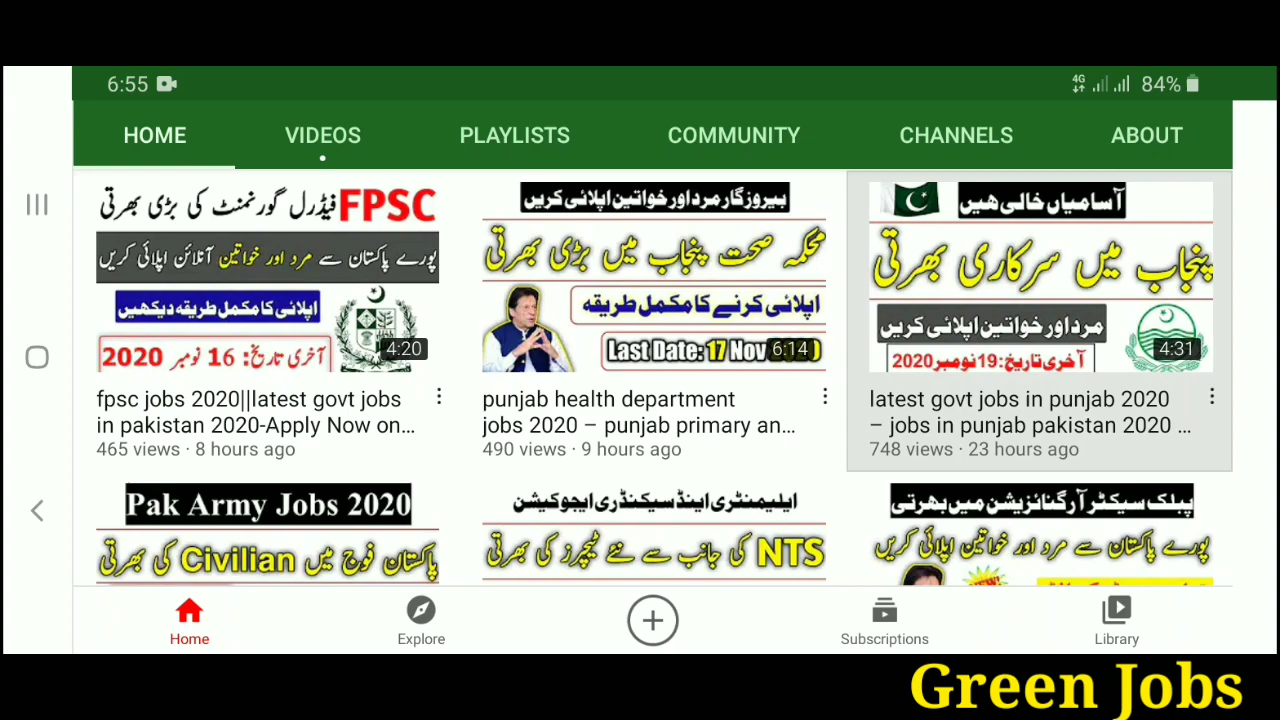 6:55
4G 84%
HOME VIDEOS PLAYLISTS COMMUNITY CHANNELS ABOUT
FPSC فیڈرل گورنمنٹ کی بڑی بھرتی
پورے پاکستان سے مرد اور خواتین آنلائن اپلائی کریں
اپلائی کا مکمل طریقہ دیکھیں
آخری تاریخ: 16 نومبر 2020
4:20
fpsc jobs 2020||latest govt jobs
in pakistan 2020-Apply Now on...
465 views · 8 hours ago
بیروزگار مرد اور خواتین اپلائی کریں
محکمہ صحت پنجاب میں بڑی بھرتی
اپلائی کرنے کا مکمل طریقہ
Last Date: 17 Nov
6:14
punjab health department
jobs 2020 – punjab primary an...
490 views · 9 hours ago
آسامیاں خالی ھیں
پنجاب میں سرکاری بھرتی
مرد اور خواتین اپلائی کریں
آخری تاریخ: 19 نومبر 2020
4:31
latest govt jobs in punjab 2020
– jobs in punjab pakistan 2020 ...
748 views · 23 hours ago
Pak Army Jobs 2020
پاکستان فوج میں Civilian کی بھرتی
ایلیمنٹری اینڈ سیکنڈری ایجوکیشن
NTS کی جانب سے نئے ٹیچرز کی بھرتی
پبلک سیکٹر آرگنائزیشن میں بھرتی
پورے پاکستان سے مرد اور خواتین اپلائی کریں
NEW
Home Explore Subscriptions Library
Green Jobs